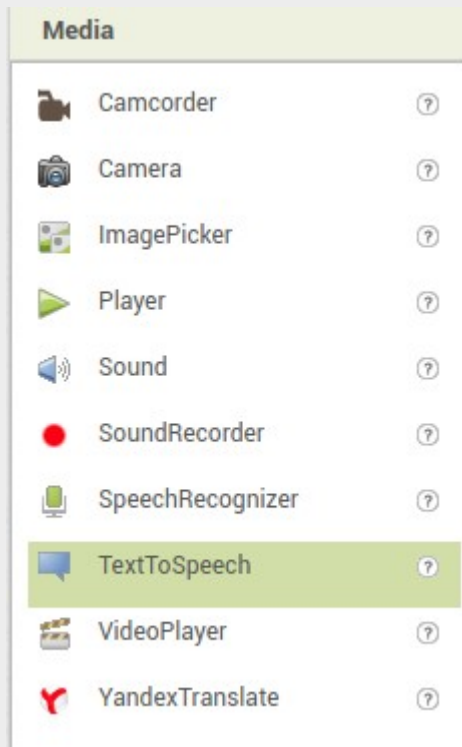 Media
Camcorder
Camera
ImagePicker
Player
Sound
SoundRecorder
SpeechRecognizer
TextToSpeech
VideoPlayer
YandexTranslate